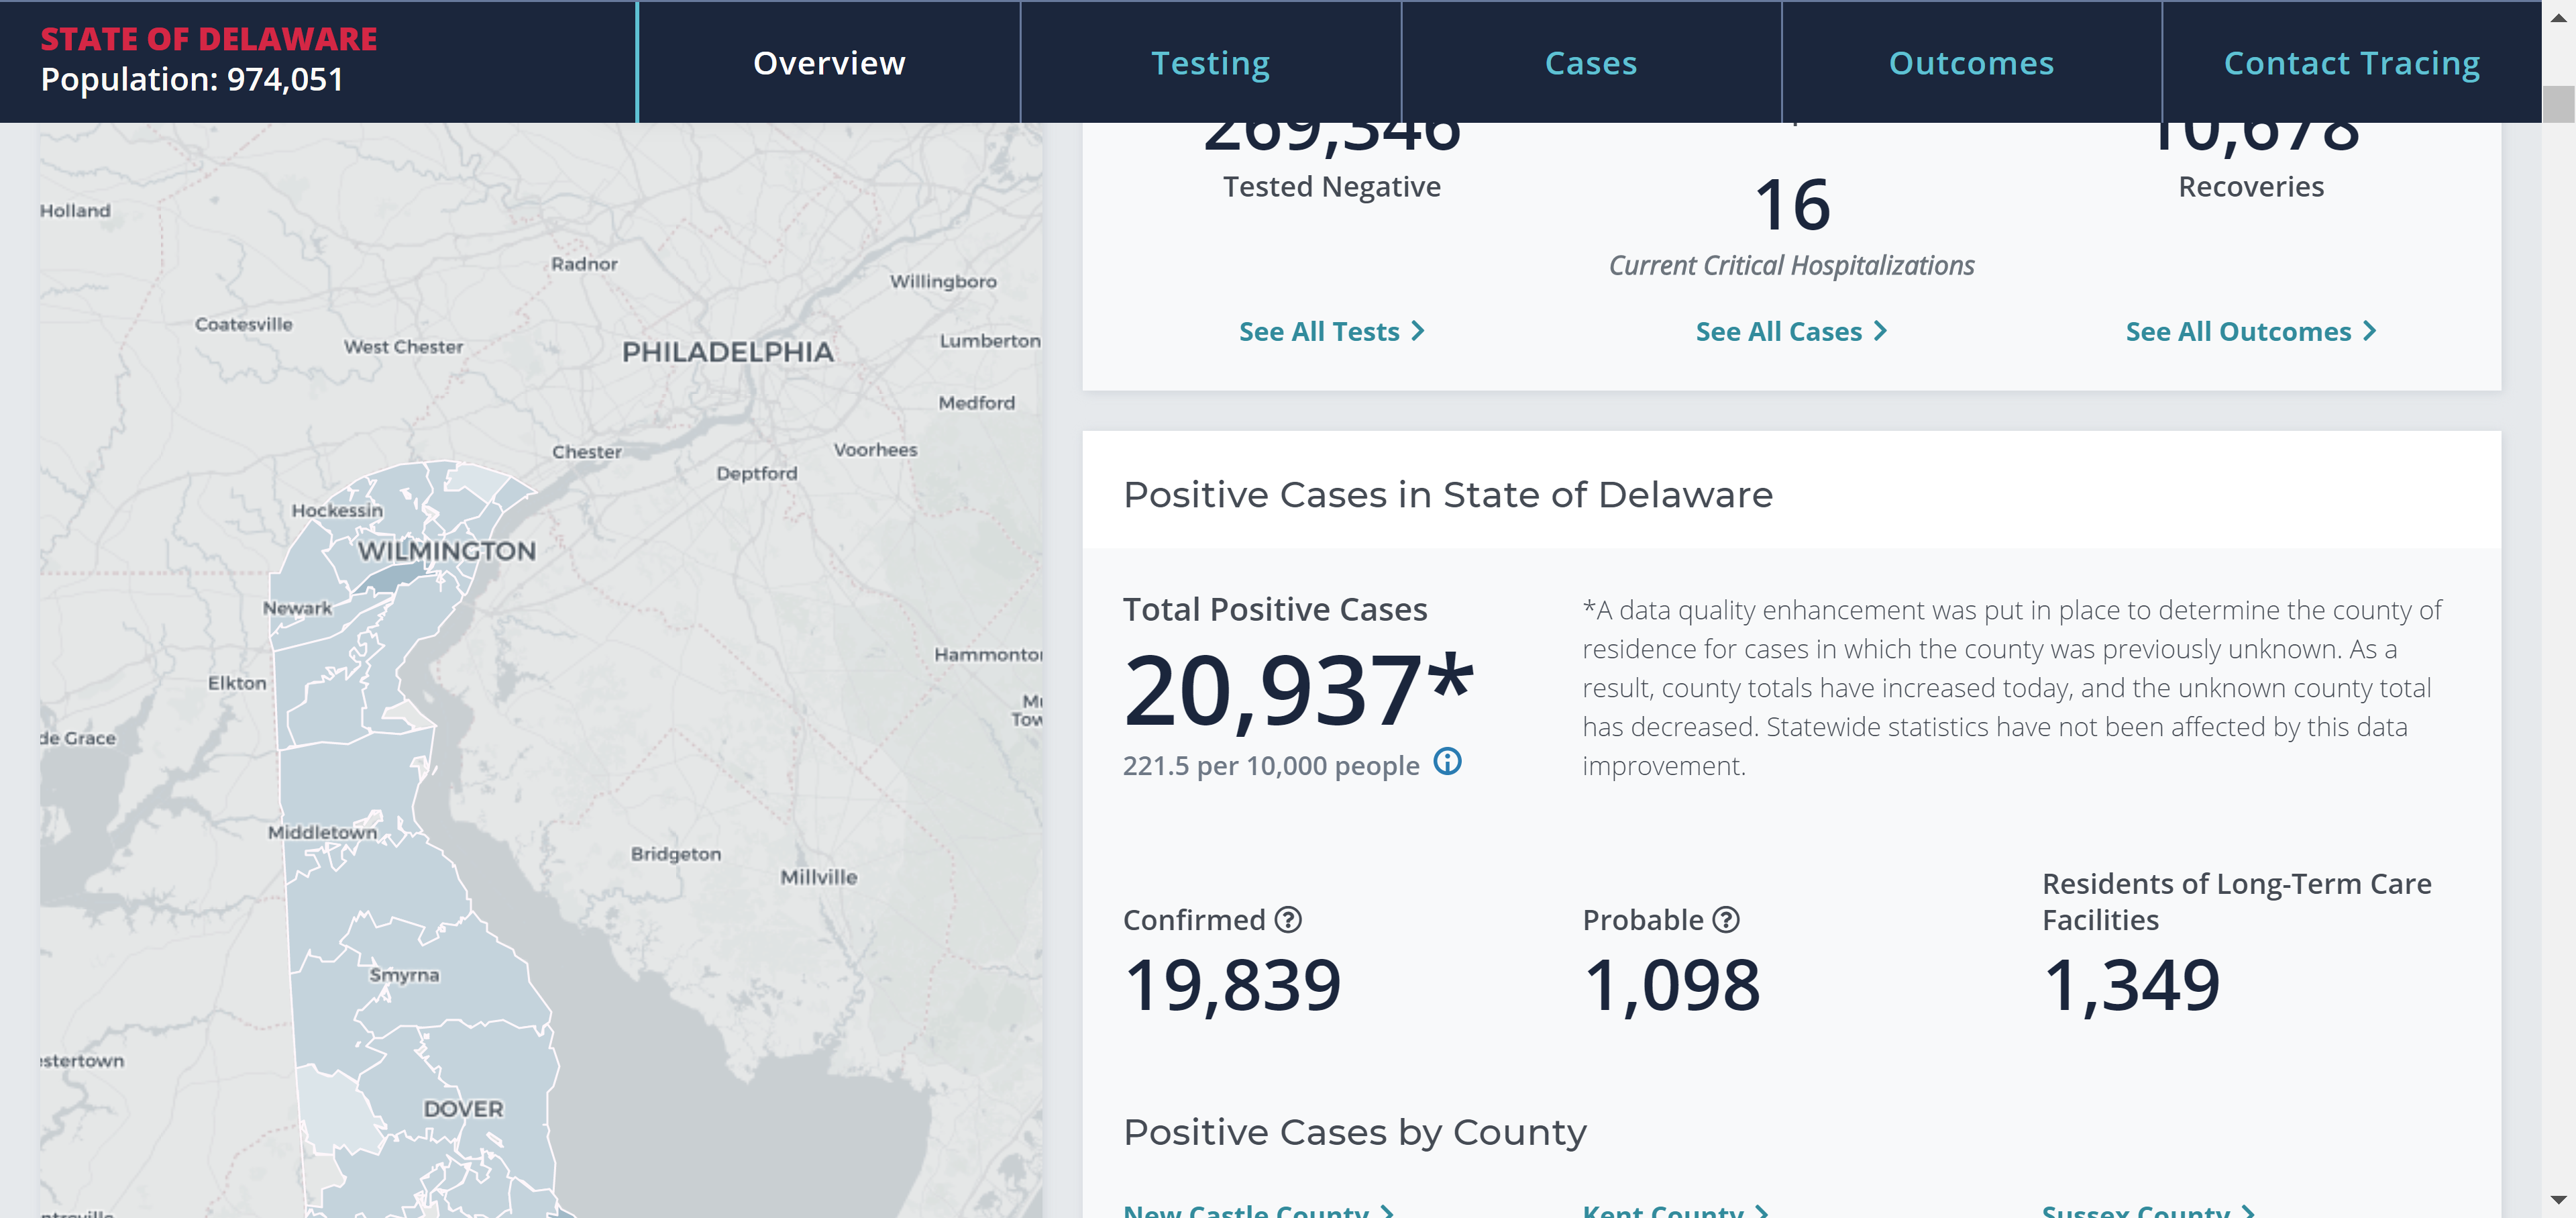 STATE OF DELAWARE
Population: 974,051
Overview
Testing
Cases
Outcomes
Contact Tracing
Holland
Radnor
Willingboro
Coatesville
West Chester
PHILADELPHIA
Lumberton
Medford
Chester
Voorhees
Deptford
Hockessin
WILMINGTON
Newark
Hammonto
Elkton
Tow
de Grace
Middletown
Bridgeton
Millville
Smyrna
estertown
DOVER
269,346
Tested Negative
16
Current Critical Hospitalizations
10,678
Recoveries
See All Tests
See All Cases
See All Outcomes
Positive Cases in State of Delaware
Total Positive Cases
20,937*
221.5 per 10,000 people
*A data quality enhancement was put in place to determine the county of
residence for cases in which the county was previously unknown. As a
result, county totals have increased today, and the unknown county total
has decreased. Statewide statistics have not been affected by this data
improvement.
Confirmed ?
19,839
Probable ?
1,098
Residents of Long-Term Care
Facilities
1,349
Positive Cases by County
New Castle County
Kent County
Sussex County